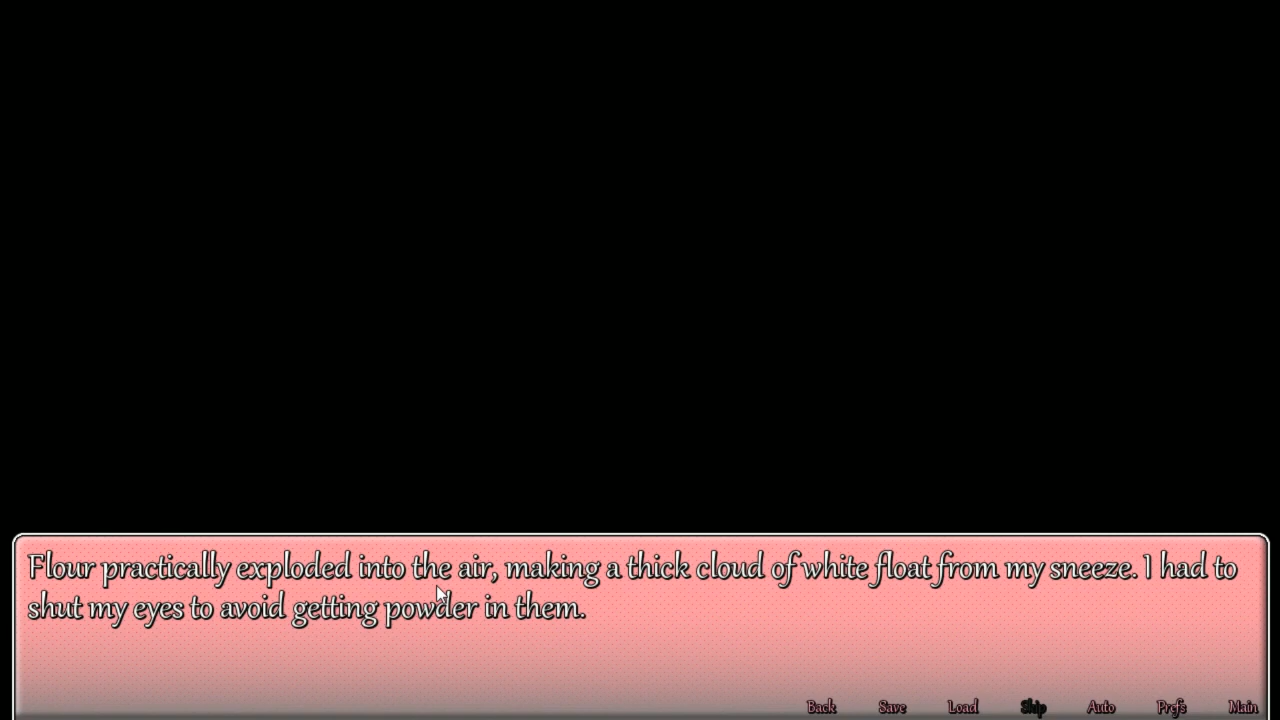 Flour practically exploded into the air, making a thick cloud of white float from my sneeze. I had to
shut my eyes to avoid getting powder in them.
Back Save Load Skip Auto Prefs Main